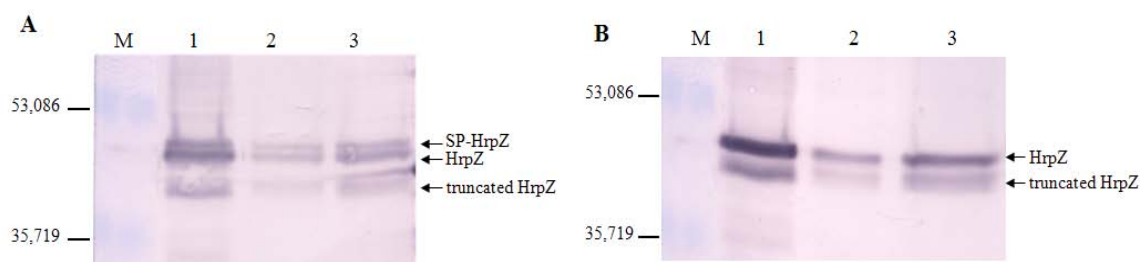 A
M 1 2 3
53,086
SP-HrpZ
HrpZ
truncated HrpZ
35,719
B
M 1 2 3
53,086
HrpZ
truncated HrpZ
35,719